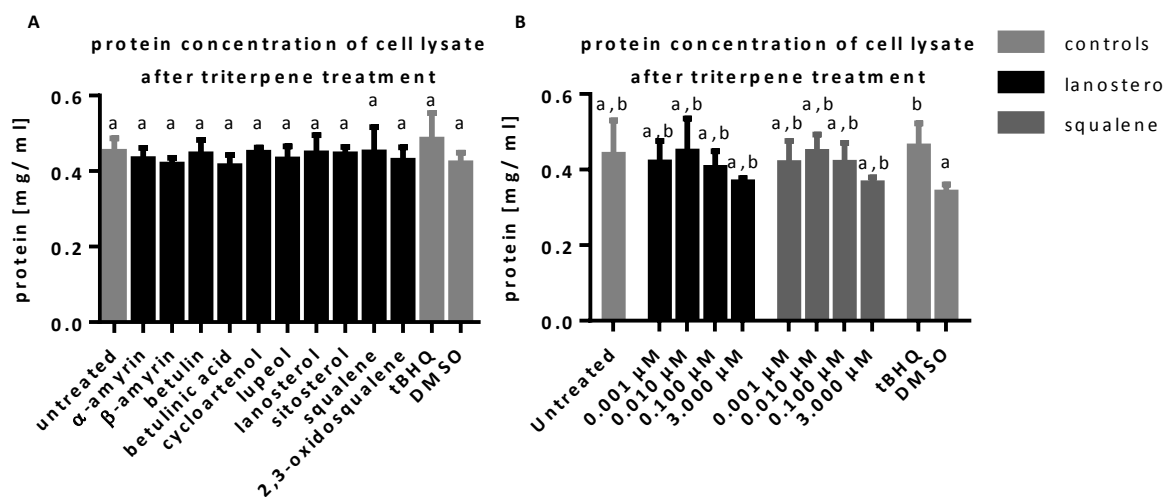 A
protein concentration of cell lysate
after triterpene treatment
0.6
0.4
0.2
0.0
protein [mg/ml]
a a a a a a a a a a a a a
untreated
α-amyrin
β-amyrin
betulin
betulinic acid
cycloartenol
lupeol
lanosterol
sitosterol
squalene
2,3-oxidosqualene
tBHQ
DMSO
B
protein concentration of cell lysate
after triterpene treatment
0.6
0.4
0.2
0.0
protein [mg/ml]
a,b a,b a,b a,b a,b a,b a,b a,b a,b b a
Untreated
0.001 µM
0.010 µM
0.100 µM
3.000 µM
0.001 µM
0.010 µM
0.100 µM
3.000 µM
tBHQ
DMSO
controls
lanostero
squalene